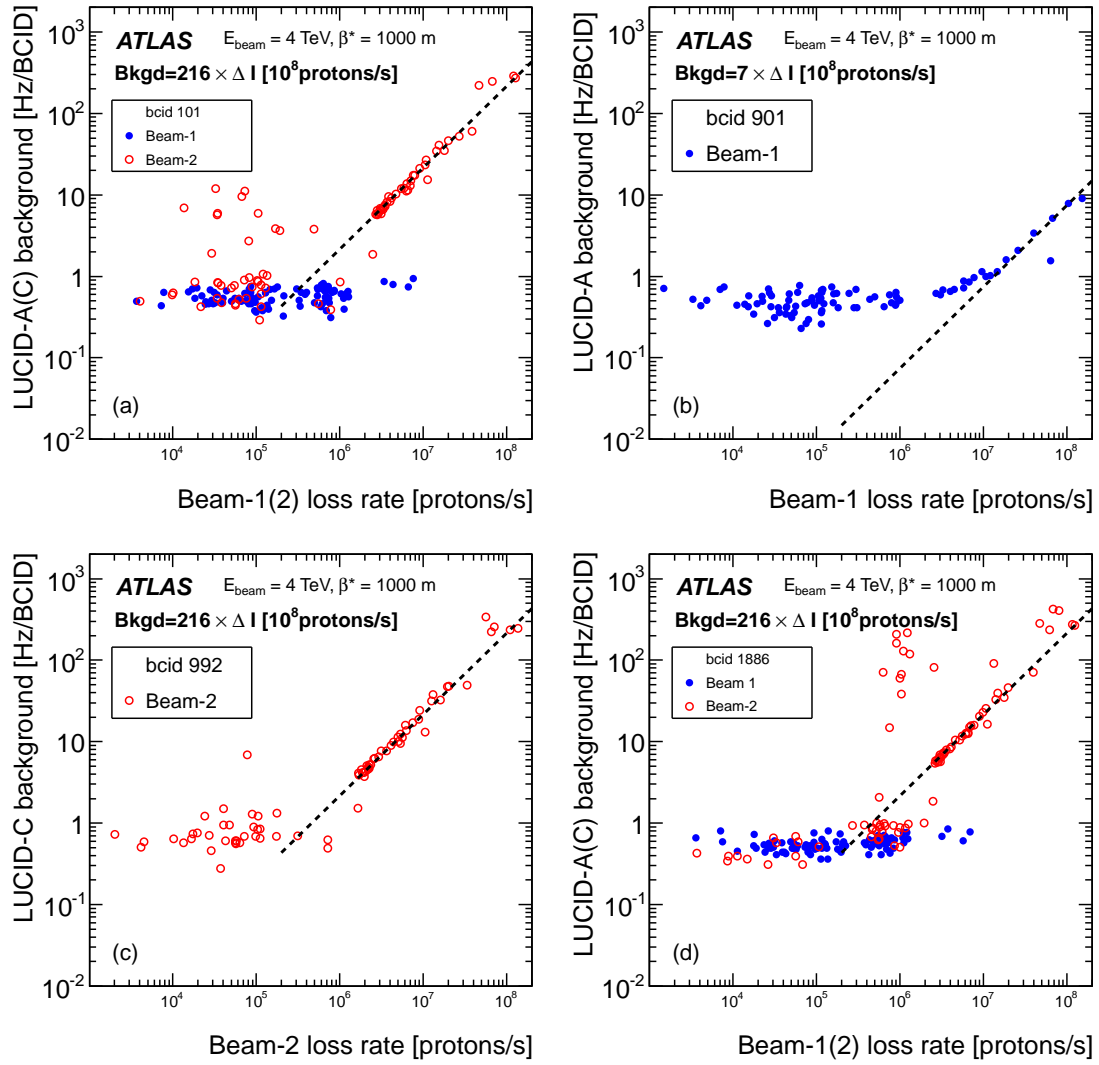 ATLAS E_beam = 4 TeV, β* = 1000 m
Bkgd=216 × Δ I [10^8protons/s]
bcid 101
Beam-1
Beam-2
(a)
LUCID-A(C) background [Hz/BCID]
10^3
10^2
10
1
10^-1
10^-2
10^4 10^5 10^6 10^7 10^8
Beam-1(2) loss rate [protons/s]
ATLAS E_beam = 4 TeV, β* = 1000 m
Bkgd=7 × Δ I [10^8protons/s]
bcid 901
Beam-1
(b)
LUCID-A background [Hz/BCID]
10^3
10^2
10
1
10^-1
10^-2
10^4 10^5 10^6 10^7 10^8
Beam-1 loss rate [protons/s]
ATLAS E_beam = 4 TeV, β* = 1000 m
Bkgd=216 × Δ I [10^8protons/s]
bcid 992
Beam-2
(c)
LUCID-C background [Hz/BCID]
10^3
10^2
10
1
10^-1
10^-2
10^4 10^5 10^6 10^7 10^8
Beam-2 loss rate [protons/s]
ATLAS E_beam = 4 TeV, β* = 1000 m
Bkgd=216 × Δ I [10^8protons/s]
bcid 1886
Beam 1
Beam-2
(d)
LUCID-A(C) background [Hz/BCID]
10^3
10^2
10
1
10^-1
10^-2
10^4 10^5 10^6 10^7 10^8
Beam-1(2) loss rate [protons/s]